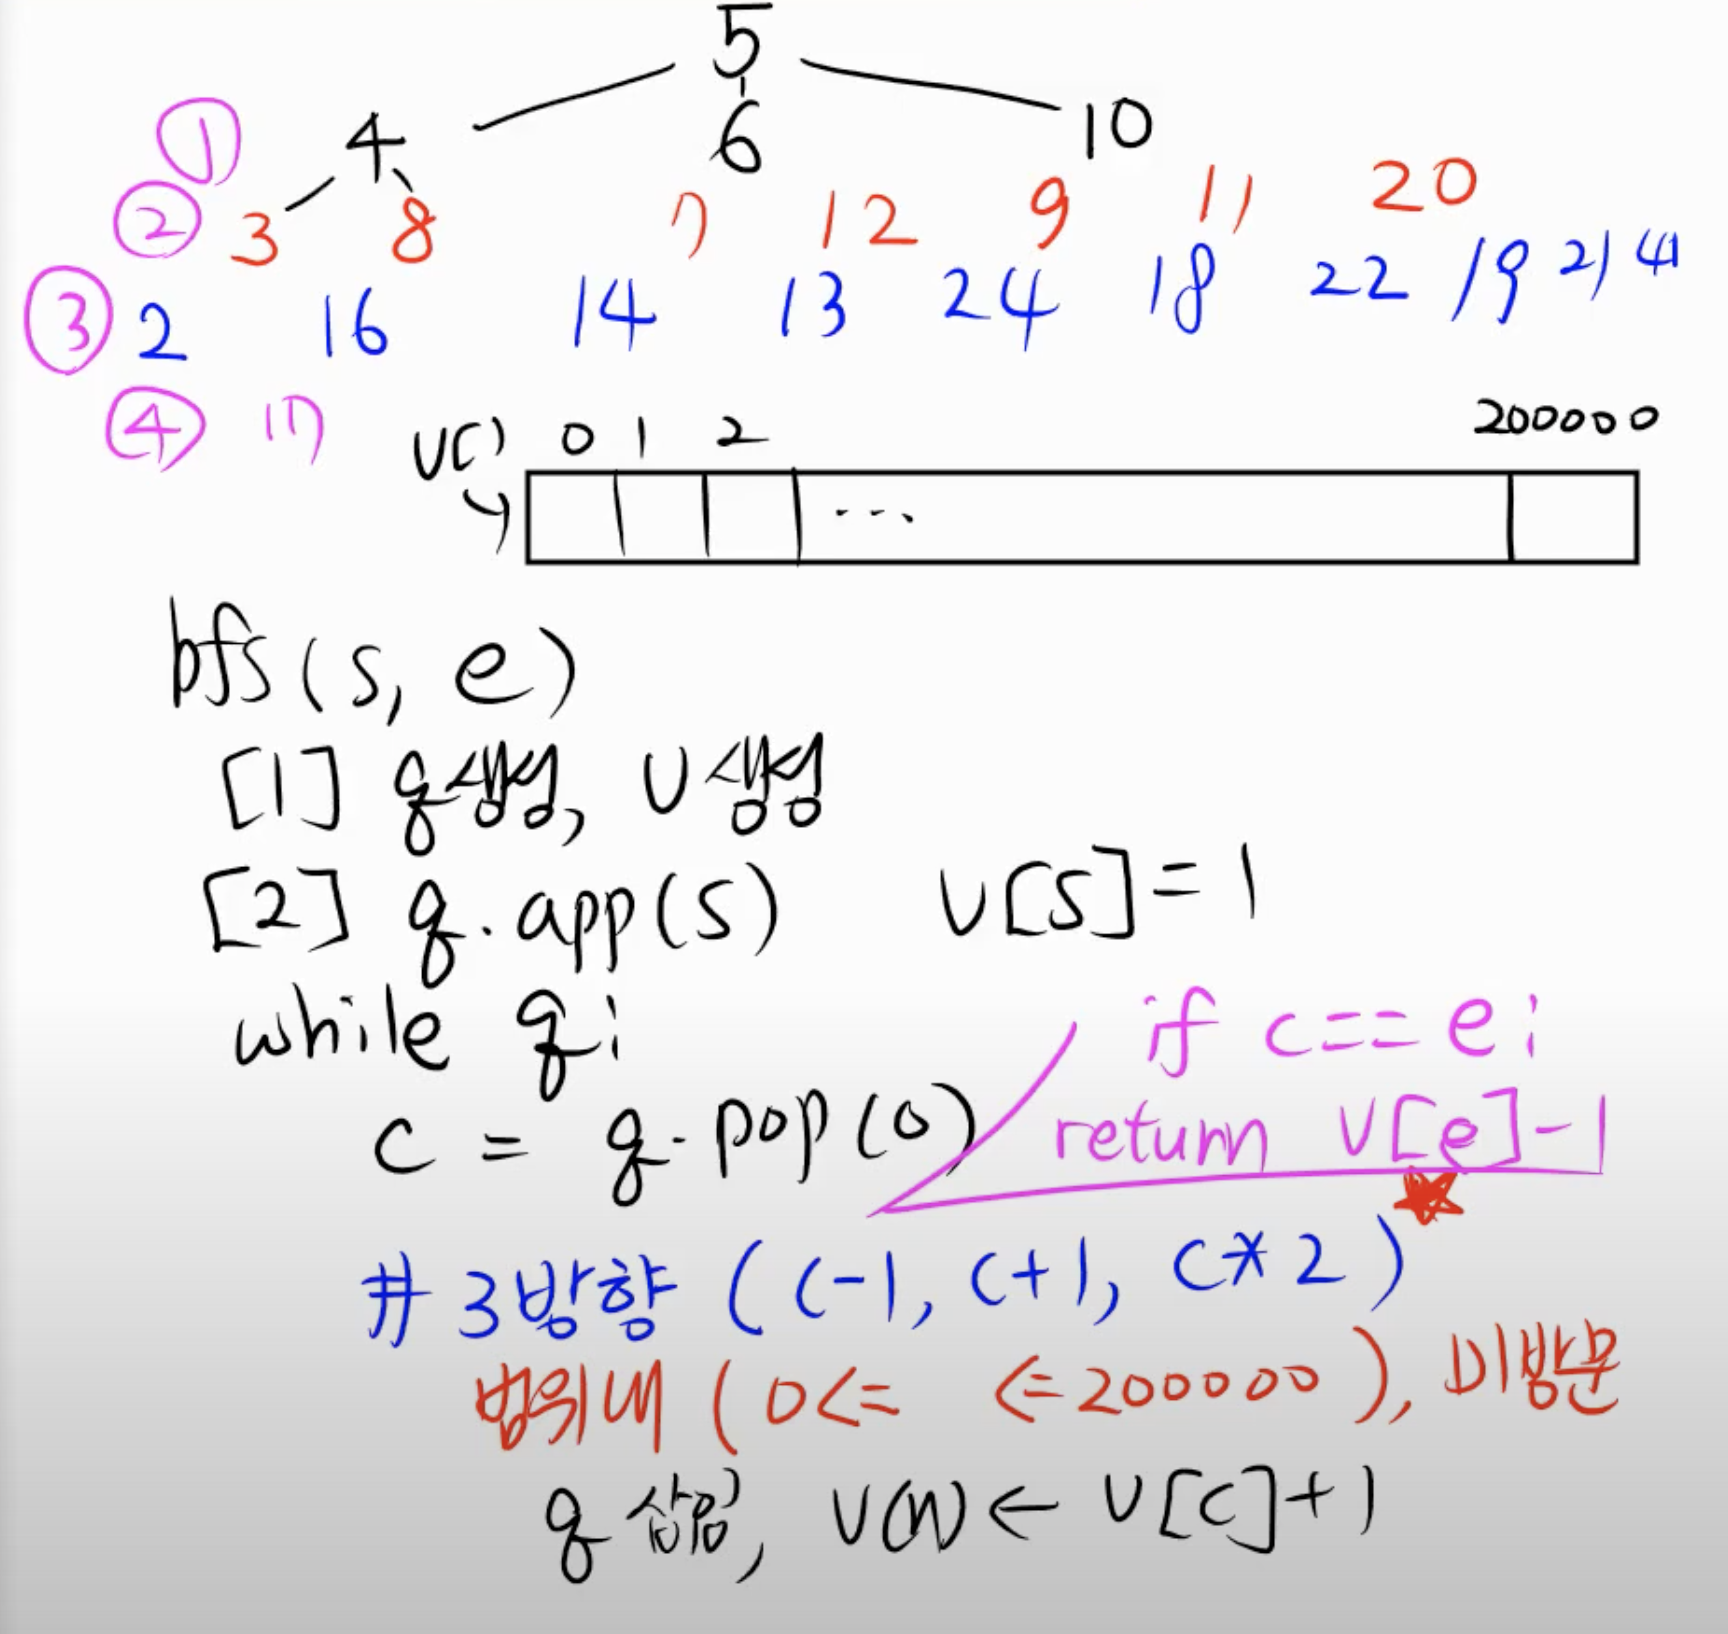 5
① 4 6 10
② 3 8 7 12 9 11 20
③ 2 16 14 13 24 18 22 19 21 41
④ 17
v[] 0 1 2 200000
...
bfs(s, e)
[1] q생성, v생성
[2] q.app(s) v[s]=1
while q:
c = q.pop(0)
if c==e:
return v[e]-1
# 3방향 (c-1, c+1, c*2)
범위내 (0<= <=200000), 미방문
q 삽입, v[n] ← v[c]+1